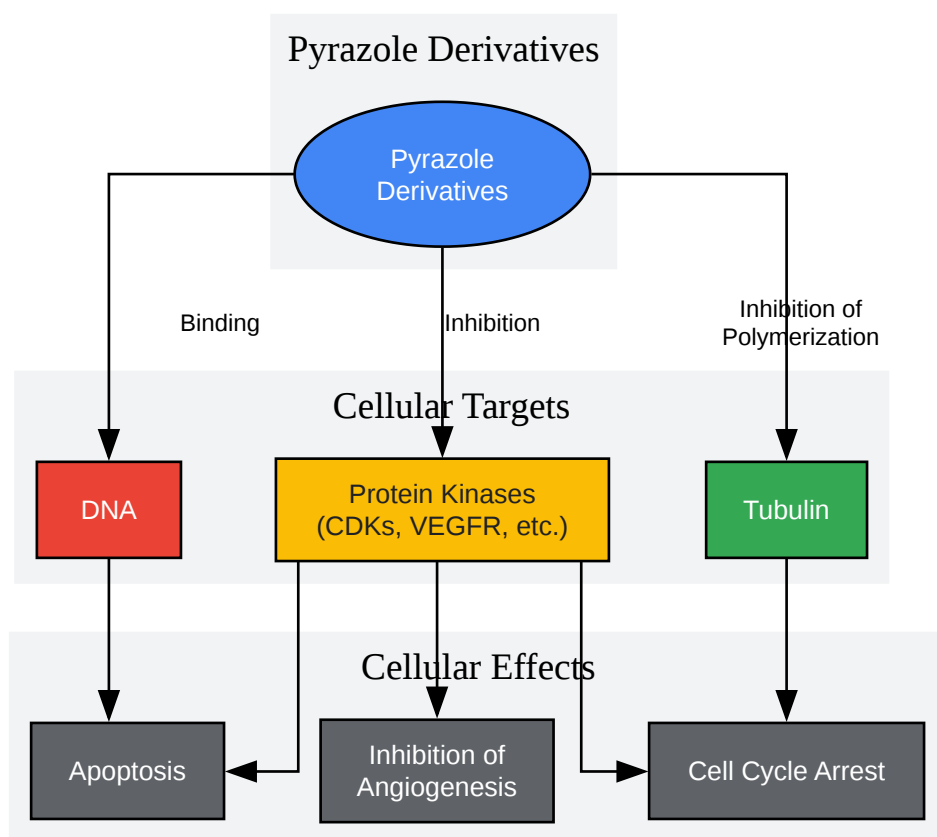 Pyrazole Derivatives
Pyrazole
Derivatives
Binding
Inhibition
Inhibition of
Polymerization
Cellular Targets
DNA
Protein Kinases
(CDKs, VEGFR, etc.)
Tubulin
Cellular Effects
Apoptosis
Inhibition of
Angiogenesis
Cell Cycle Arrest